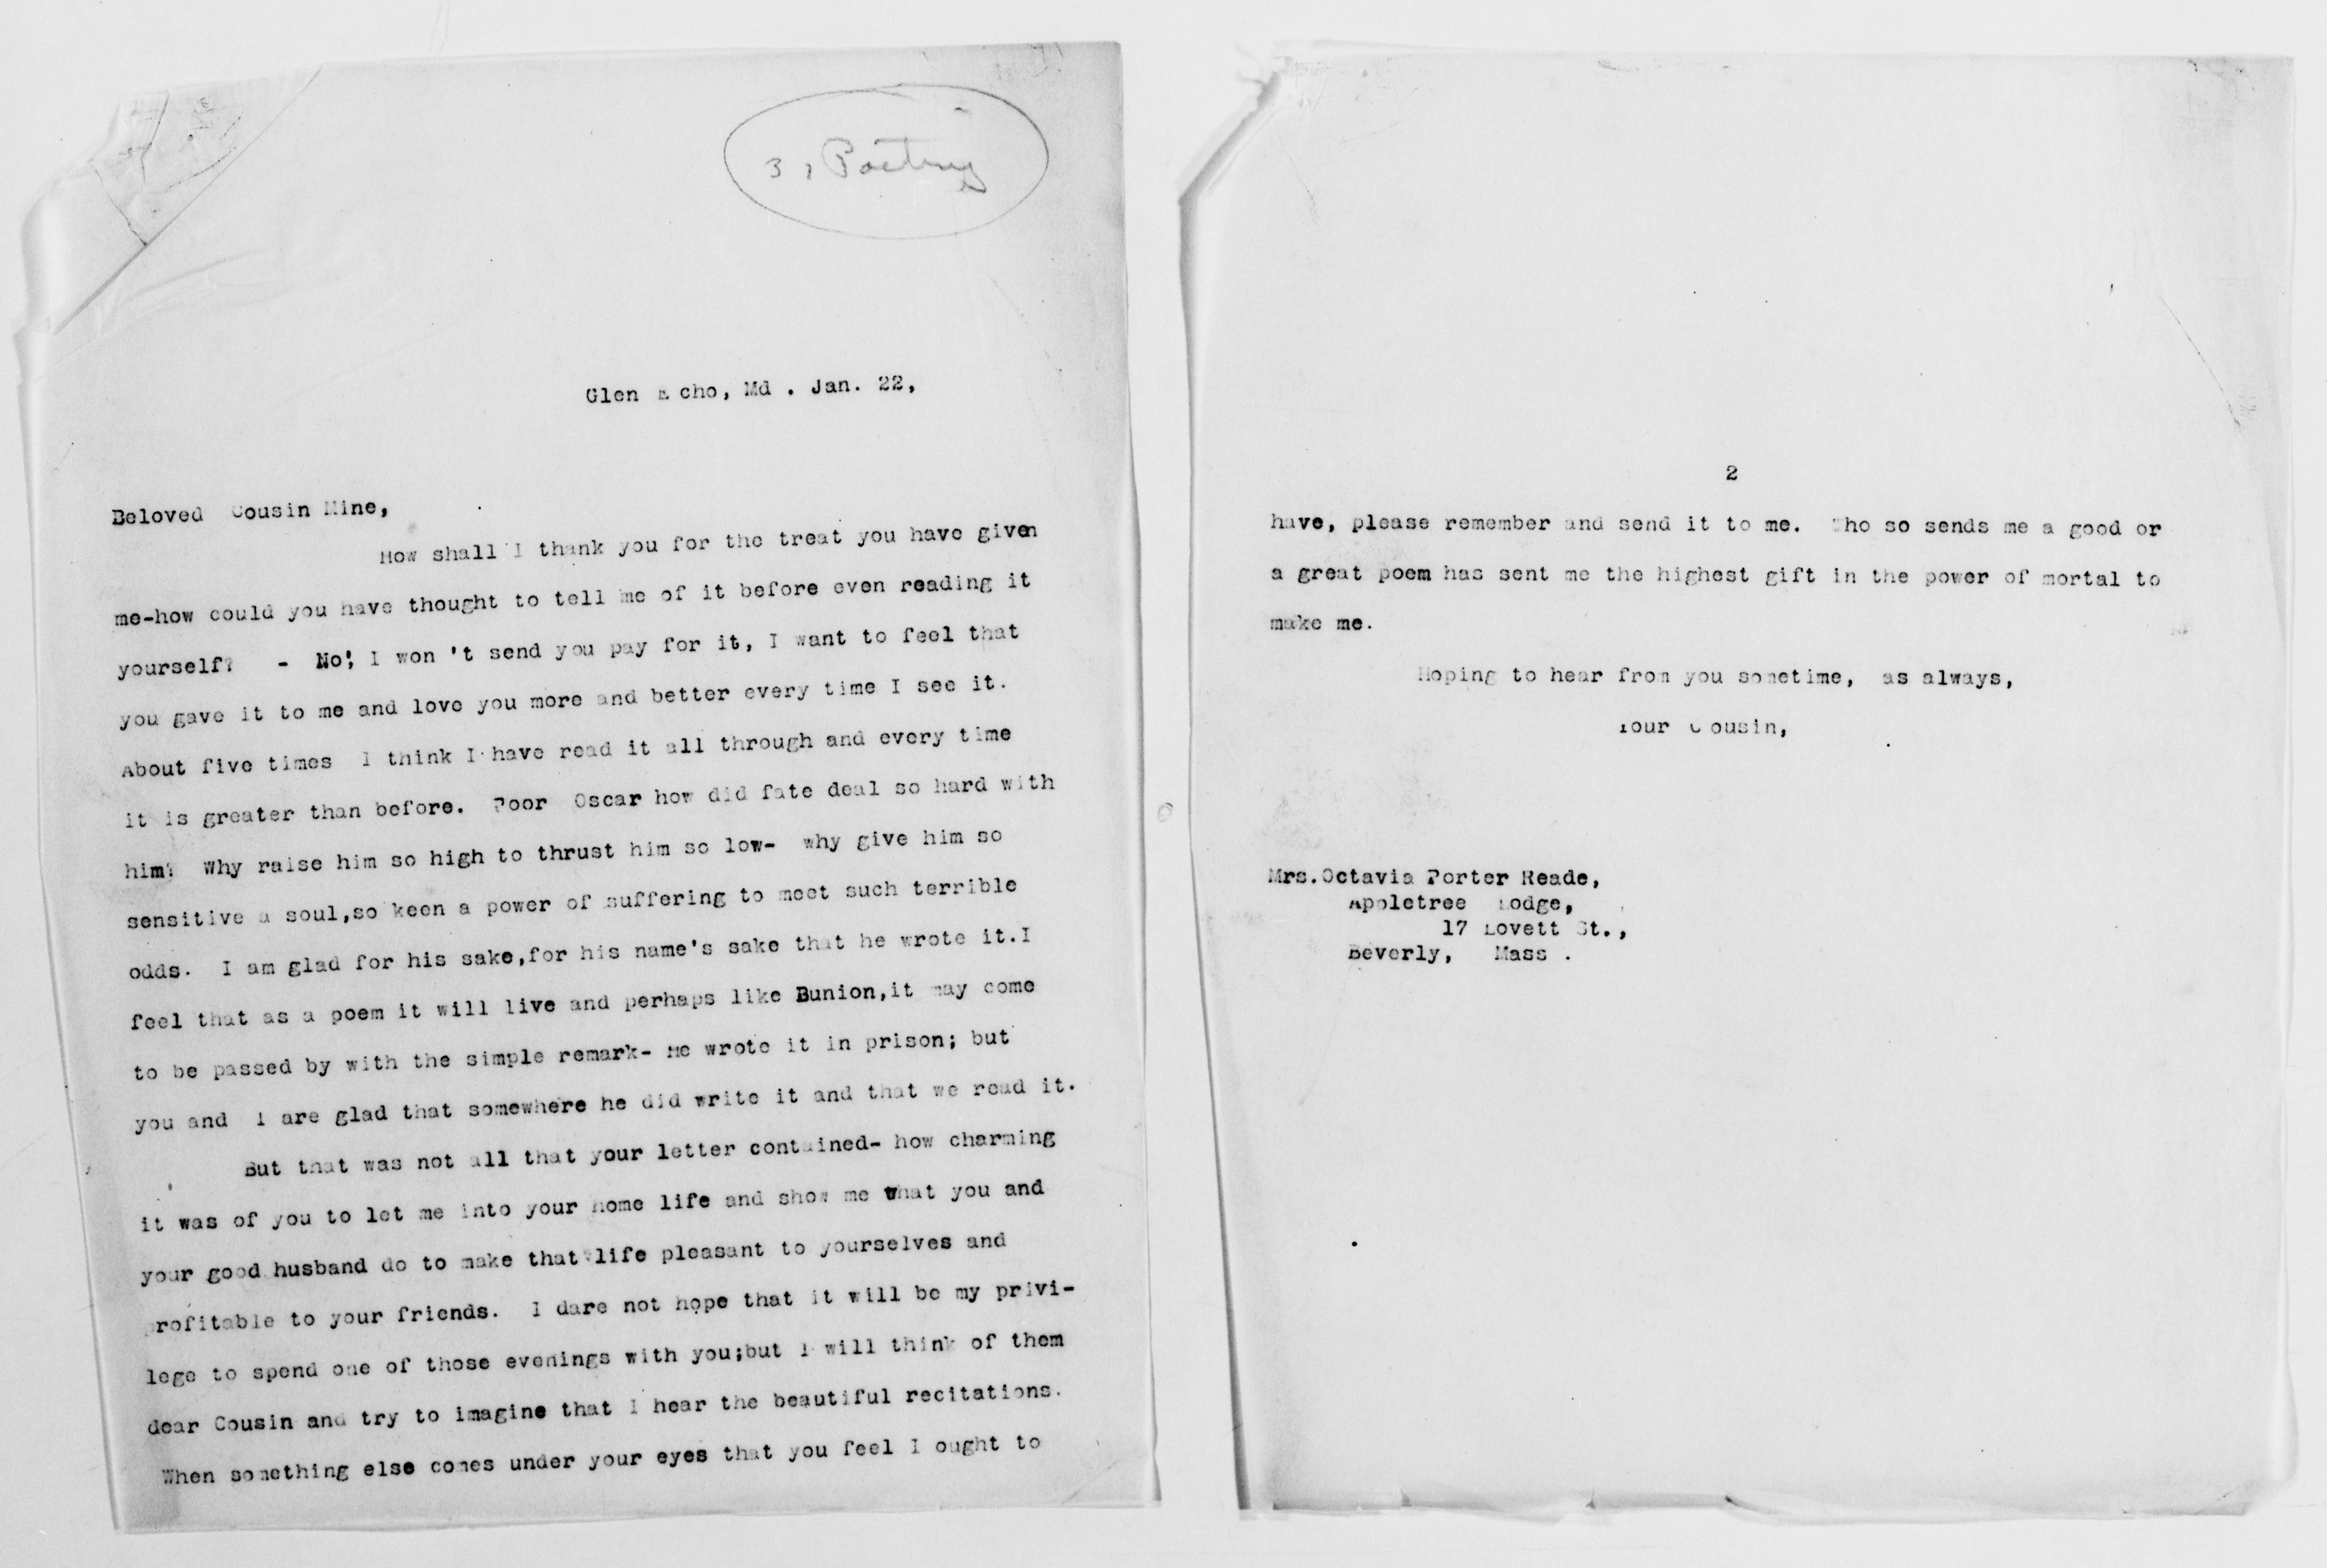 3, Poetry
Glen Echo, Md . Jan. 22,
Beloved Cousin Mine,
How shall I thank you for the treat you have given
me-how could you have thought to tell me of it before even reading it
yourself? - No! I won 't send you pay for it, I want to feel that
you gave it to me and love you more and better every time I see it.
About five times I think I have read it all through and every time
it is greater than before. Poor Oscar how did fate deal so hard with
him? Why raise him so high to thrust him so low- why give him so
sensitive a soul,so keen a power of suffering to meet such terrible
odds. I am glad for his sake,for his name's sake that he wrote it.I
feel that as a poem it will live and perhaps like Bunion,it may come
to be passed by with the simple remark- He wrote it in prison; but
you and I are glad that somewhere he did write it and that we read it.
But that was not all that your letter contained- how charming
it was of you to let me into your home life and show me what you and
your good husband do to make that life pleasant to yourselves and
profitable to your friends. I dare not hope that it will be my privi-
lege to spend one of those evenings with you;but I will think of them
dear Cousin and try to imagine that I hear the beautiful recitations.
When something else comes under your eyes that you feel I ought to
2
have, please remember and send it to me. Who so sends me a good or
a great poem has sent me the highest gift in the power of mortal to
make me.
Hoping to hear from you sometime, as always,
Your Cousin,
Mrs.Octavia Porter Reade,
Appletree Lodge,
17 Lovett St.,
Beverly, Mass .